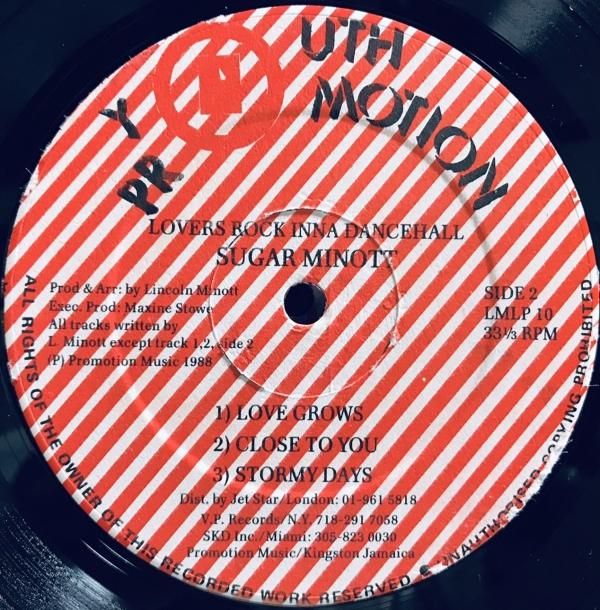 PR Y UTH
MOTION
LOVERS ROCK INNA DANCEHALL
SUGAR MINOTT
Prod & Arr: by Lincoln Minott
Exec. Prod: Maxine Stowe
All tracks written by
L. Minott except track 1,2, side 2
(P) Promotion Music 1988
SIDE 2
LMLP 10
33⅓ RPM
1) LOVE GROWS
2) CLOSE TO YOU
3) STORMY DAYS
Dist. by Jet Star/London: 01-961 5818
V.P. Records/N.Y. 718-291 7058
SKD Inc./Miami: 305-823 0030
Promotion Music/Kingston Jamaica
ALL RIGHTS OF THE OWNER OF THIS RECORDED WORK RESERVED & UNAUTHORISED COPYING PROHIBITED